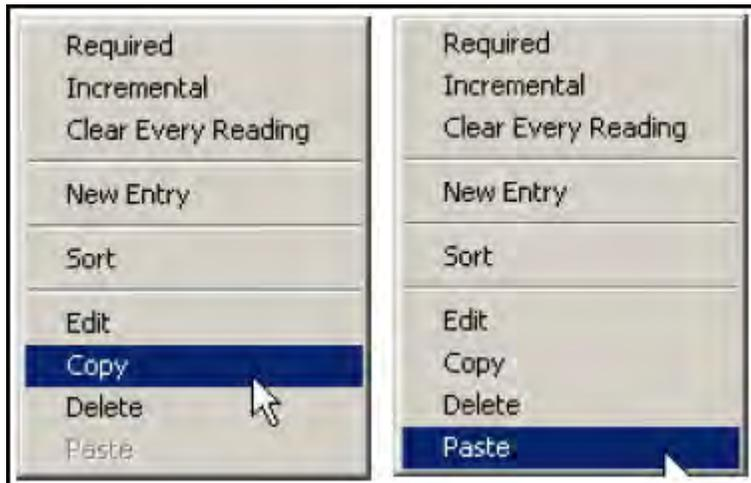 Required
Incremental
Clear Every Reading
New Entry
Sort
Edit
Copy
Delete
Paste
Required
Incremental
Clear Every Reading
New Entry
Sort
Edit
Copy
Delete
Paste